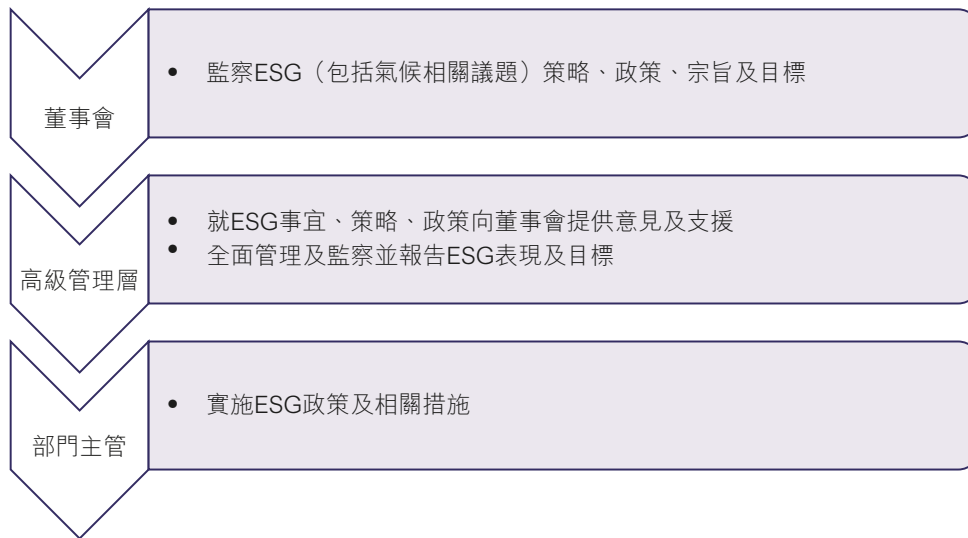 董事會
• 監察ESG（包括氣候相關議題）策略、政策、宗旨及目標
高級管理層
• 就ESG事宜、策略、政策向董事會提供意見及支援
• 全面管理及監察並報告ESG表現及目標
部門主管
• 實施ESG政策及相關措施